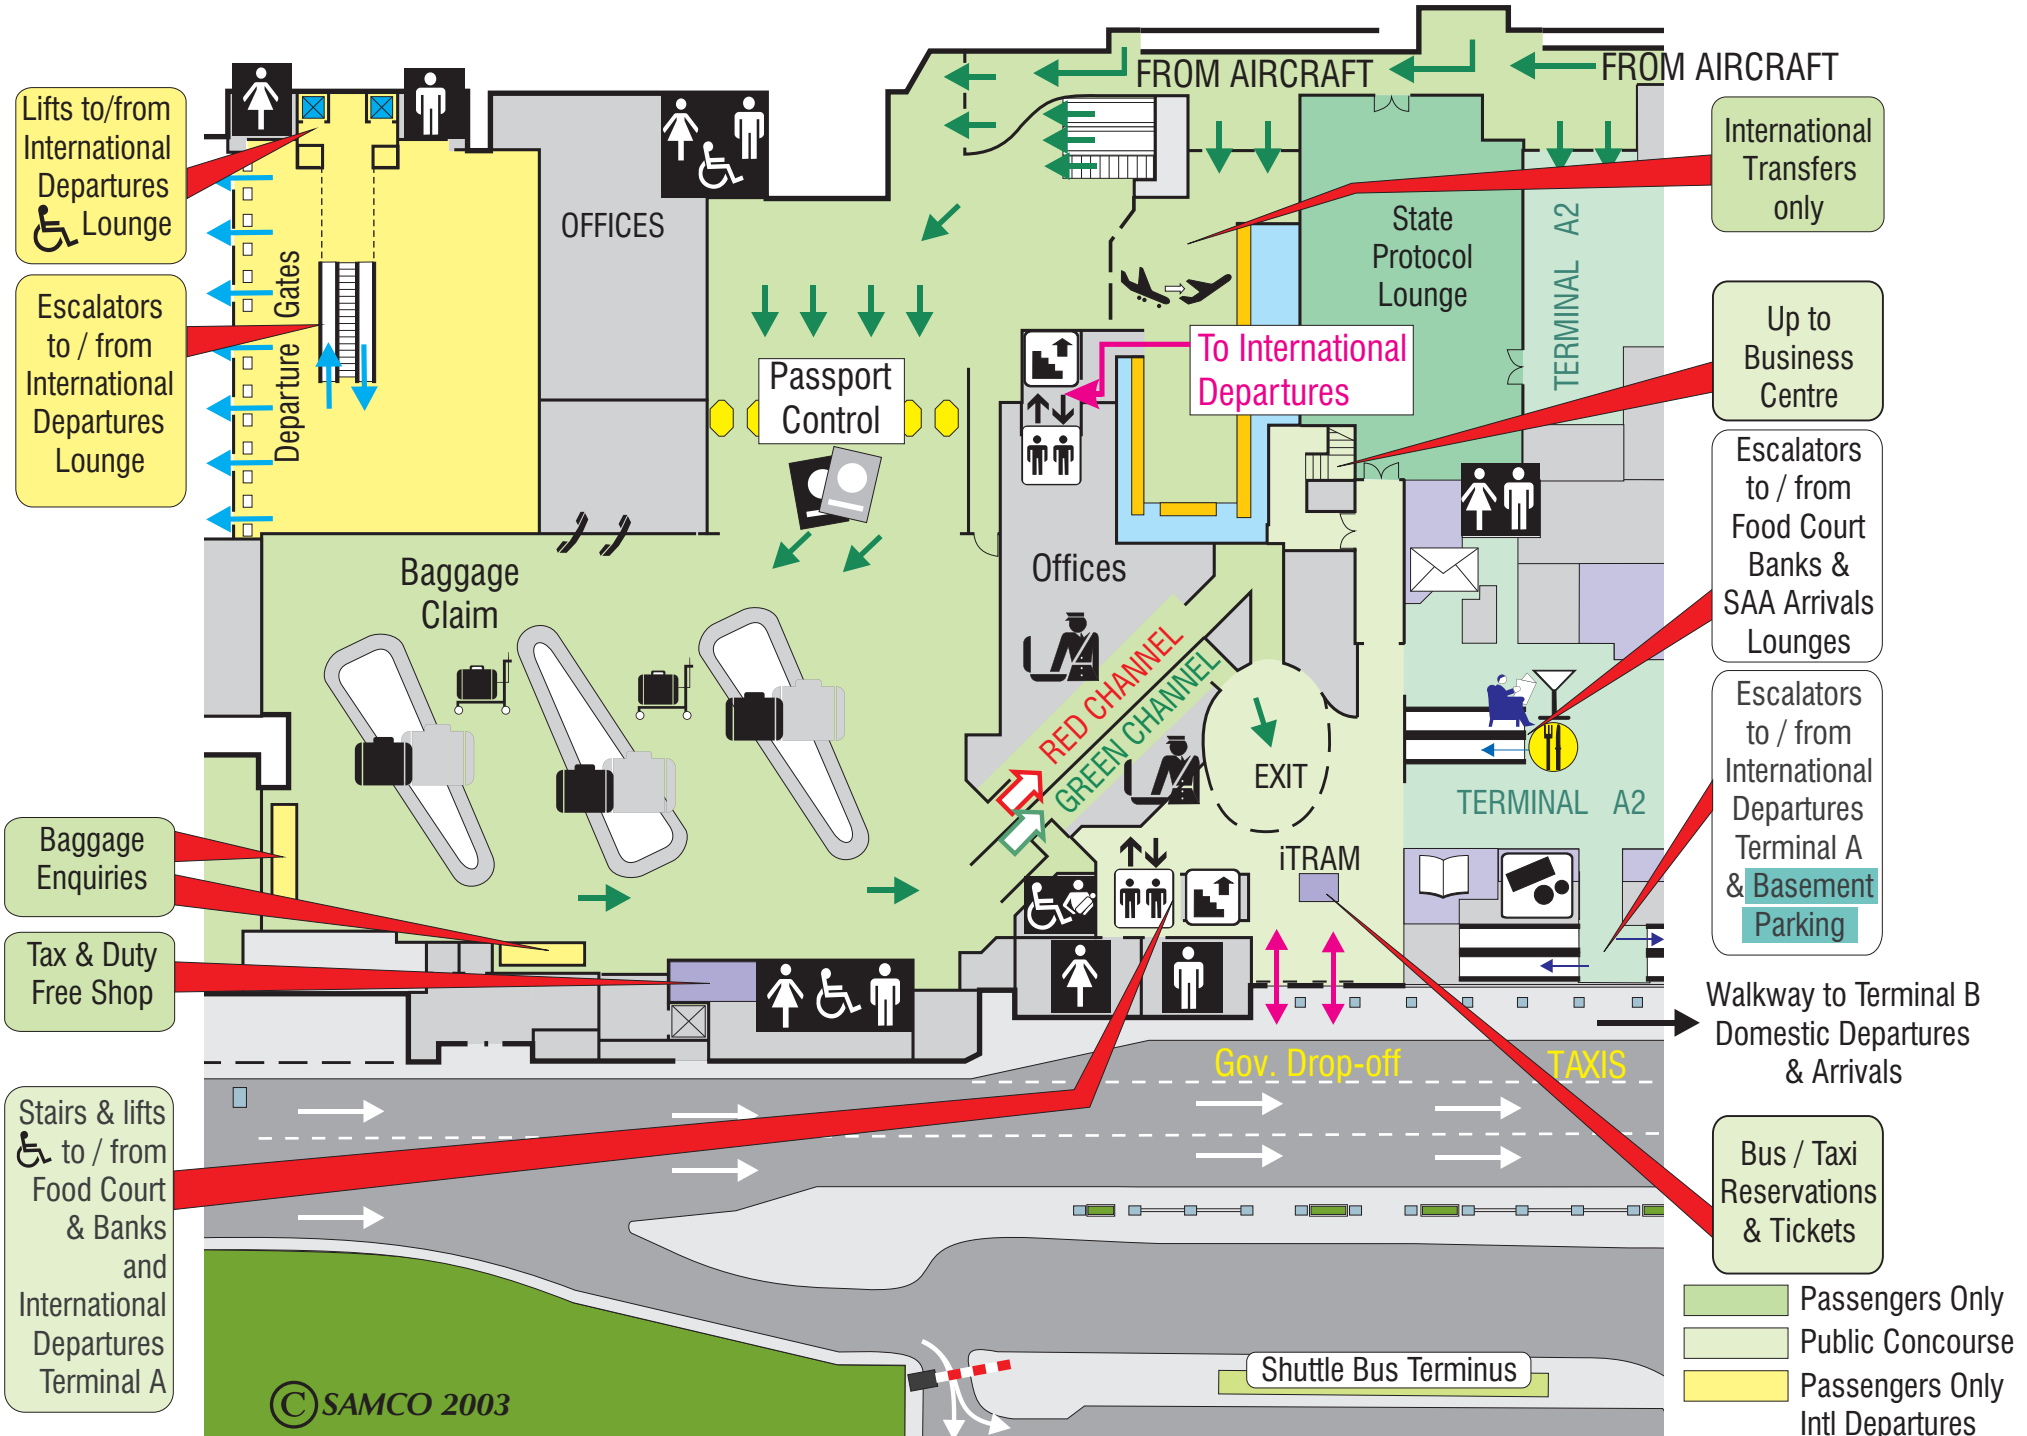 FROM AIRCRAFT
FROM AIRCRAFT
Lifts to/from
International
Departures
Lounge
Escalators
to / from
International
Departures
Lounge
Departure Gates
OFFICES
Passport
Control
To International
Departures
State
Protocol
Lounge
TERMINAL A2
International
Transfers
only
Up to
Business
Centre
Escalators
to / from
Food Court
Banks &
SAA Arrivals
Lounges
Escalators
to / from
International
Departures
Terminal A
& Basement
Parking
Baggage
Claim
Offices
RED CHANNEL
GREEN CHANNEL
EXIT
TERMINAL A2
iTRAM
Baggage
Enquiries
Tax & Duty
Free Shop
Stairs & lifts
to / from
Food Court
& Banks
and
International
Departures
Terminal A
Walkway to Terminal B
Domestic Departures
& Arrivals
Gov. Drop-off
TAXIS
Bus / Taxi
Reservations
& Tickets
Shuttle Bus Terminus
© SAMCO 2003
Passengers Only
Public Concourse
Passengers Only
Intl Departures